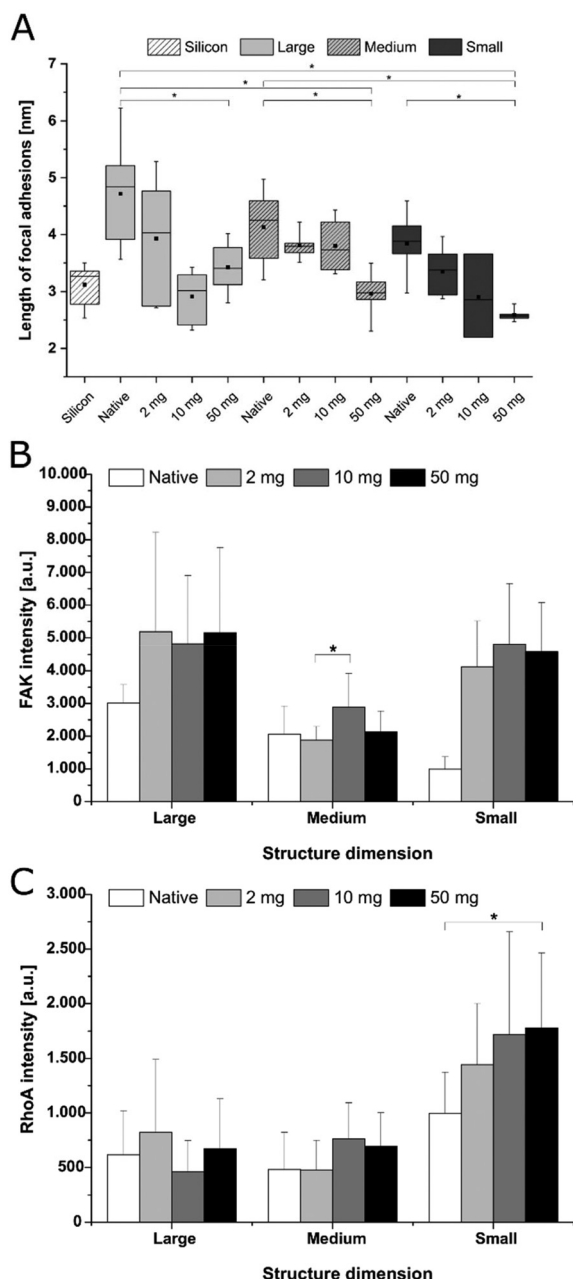 A
Silicon Large Medium Small
* 
*
*
*
*
*
Length of focal adhesions [nm]
7
6
5
4
3
2
Silicon Native 2 mg 10 mg 50 mg Native 2 mg 10 mg 50 mg Native 2 mg 10 mg 50 mg
B
Native 2 mg 10 mg 50 mg
FAK intensity [a.u.]
10.000
9.000
8.000
7.000
6.000
5.000
4.000
3.000
2.000
1.000
0
*
Large Medium Small
Structure dimension
C
Native 2 mg 10 mg 50 mg
RhoA intensity [a.u.]
3.000
2.500
2.000
1.500
1.000
500
0
*
Large Medium Small
Structure dimension